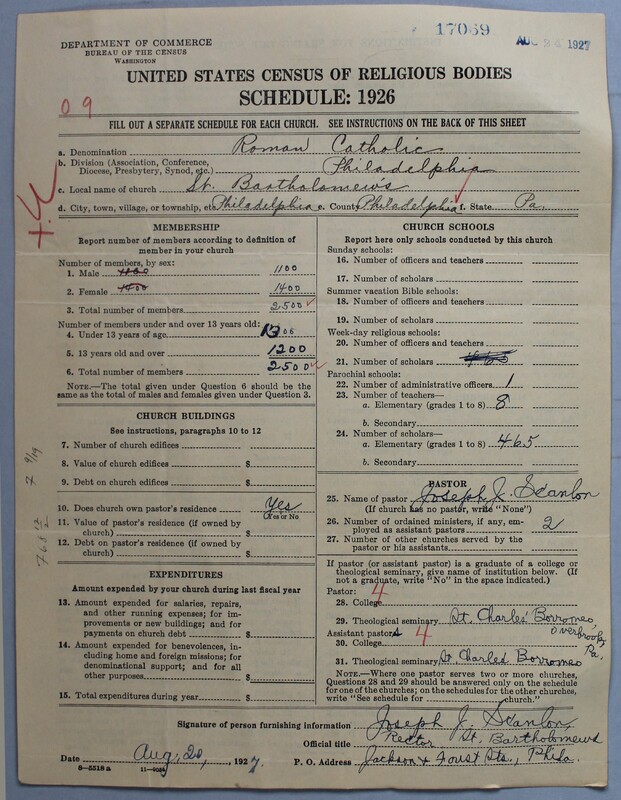 17069
AUG 24 1927
DEPARTMENT OF COMMERCE
BUREAU OF THE CENSUS
WASHINGTON
UNITED STATES CENSUS OF RELIGIOUS BODIES
SCHEDULE: 1926
09
FILL OUT A SEPARATE SCHEDULE FOR EACH CHURCH. SEE INSTRUCTIONS ON THE BACK OF THIS SHEET
a. Denomination Roman Catholic
b. Division (Association, Conference, Diocese, Presbytery, Synod, etc.) Philadelphia
c. Local name of church St. Bartholomews
d. City, town, village, or township, etc. Philadelphia e. County Philadelphia f. State Pa.
MEMBERSHIP
Report number of members according to definition of
member in your church
Number of members, by sex:
1. Male 1100 1100
2. Female 1400 1400
3. Total number of members 2500
Number of members under and over 13 years old:
4. Under 13 years of age 1300
5. 13 years old and over 1200
6. Total number of members 2500
NOTE.—The total given under Question 6 should be the
same as the total of males and females given under Question 3.
CHURCH BUILDINGS
See instructions, paragraphs 10 to 12
7. Number of church edifices
8. Value of church edifices $
9. Debt on church edifices $
10. Does church own pastor's residence Yes
(Yes or No)
11. Value of pastor's residence (if owned by
church) $
12. Debt on pastor's residence (if owned by
church) $
EXPENDITURES
Amount expended by your church during last fiscal year
13. Amount expended for salaries, repairs,
and other running expenses; for im-
provements or new buildings; and for
payments on church debt $
14. Amount expended for benevolences,
including home and foreign missions; for
denominational support; and for all
other purposes $
15. Total expenditures during year $
CHURCH SCHOOLS
Report here only schools conducted by this church
Sunday schools:
16. Number of officers and teachers
17. Number of scholars
Summer vacation Bible schools:
18. Number of officers and teachers
19. Number of scholars
Week-day religious schools:
20. Number of officers and teachers
21. Number of scholars 465
Parochial schools:
22. Number of administrative officers 1
23. Number of teachers—
a. Elementary (grades 1 to 8) 8
b. Secondary
24. Number of scholars—
a. Elementary (grades 1 to 8) 465
b. Secondary
PASTOR
25. Name of pastor Joseph J. Scanlon
(If church has no pastor, write "None")
26. Number of ordained ministers, if any, em-
ployed as assistant pastors 2
27. Number of other churches served by the
pastor or his assistants
If pastor (or assistant pastor) is a graduate of a college or
theological seminary, give name of institution below. (If
not a graduate, write "No" in the space indicated.)
Pastor: 4
28. College
29. Theological seminary St. Charles Borromeo, Overbrook, Pa.
Assistant pastors 4
30. College
31. Theological seminary St. Charles Borromeo
NOTE.—Where one pastor serves two or more churches,
Questions 28 and 29 should be answered only on the schedule
for one of the churches; on the schedules for the other churches,
write "See schedule for church."
Signature of person furnishing information Joseph J. Scanlon
Official title Rector St. Bartholomews
Date Aug. 20, 1927 P. O. Address Jackson & Foust Sts., Phila.
8—5518a